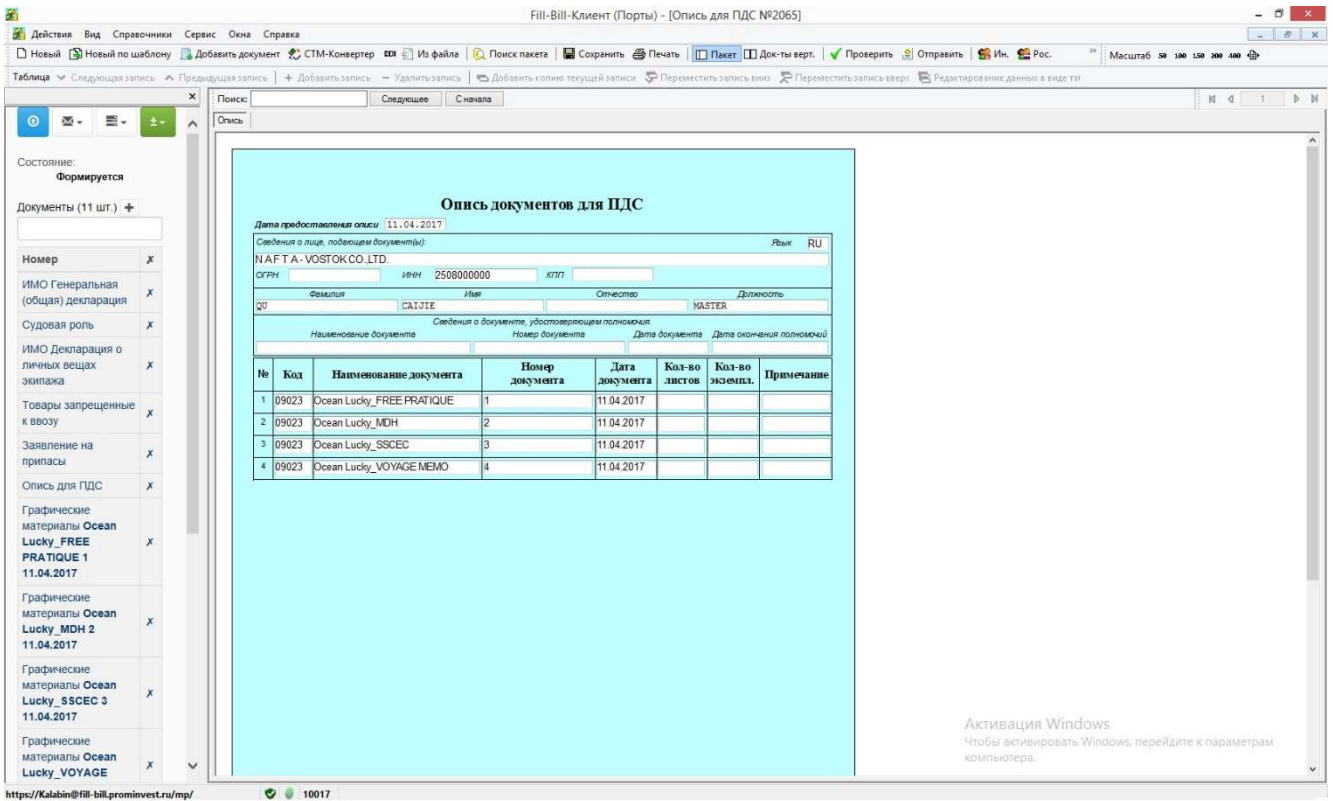 Fill-Bill-Клиент (Порты) - [Опись для ПДС №2065]
Действия Вид Справочники Сервис Окна Справка
Новый Новый по шаблону Добавить документ СТМ-Конвертер EDI Из файла Поиск пакета Сохранить Печать Пакет Док-ты верт. Проверить Отправить Ин. Рос. Масштаб 50 100 150 200 400
Таблица Следующая запись Предыдущая запись + Добавить запись − Удалить запись Добавить копию текущей записи Переместить запись вниз Переместить запись вверх Редактирование данных в виде таб
Поиск: Следующее С начала 1
Опись
Состояние:
Формируется
Документы (11 шт.) +
Номер х
ИМО Генеральная
(общая) декларация х
Судовая роль х
ИМО Декларация о
личных вещах
экипажа х
Товары запрещенные
к ввозу х
Заявление на
припасы х
Опись для ПДС х
Графические
материалы Ocean
Lucky_FREE
PRATIQUE 1
11.04.2017 х
Графические
материалы Ocean
Lucky_MDH 2
11.04.2017 х
Графические
материалы Ocean
Lucky_SSCEC 3
11.04.2017 х
Графические
материалы Ocean
Lucky_VOYAGE х
Опись документов для ПДС
Дата предоставления описи 11.04.2017
Сведения о лице, подающем документ(ы): Язык RU
N A F T A - VOSTOK CO.,LTD.
ОГРН ИНН 2508000000 КПП
Фамилия Имя Отчество Должность
QU CAIJIE MASTER
Сведения о документе, удостоверяющем полномочия.
Наименование документа Номер документа Дата документа Дата окончания полномочий
№ Код Наименование документа Номер документа Дата документа Кол-во листов Кол-во экземпл. Примечание
1 09023 Ocean Lucky_FREE PRATIQUE 1 11.04.2017
2 09023 Ocean Lucky_MDH 2 11.04.2017
3 09023 Ocean Lucky_SSCEC 3 11.04.2017
4 09023 Ocean Lucky_VOYAGE MEMO 4 11.04.2017
Активация Windows
Чтобы активировать Windows, перейдите к параметрам
компьютера.
https://Kalabin@fill-bill.prominvest.ru/mp/ 10017